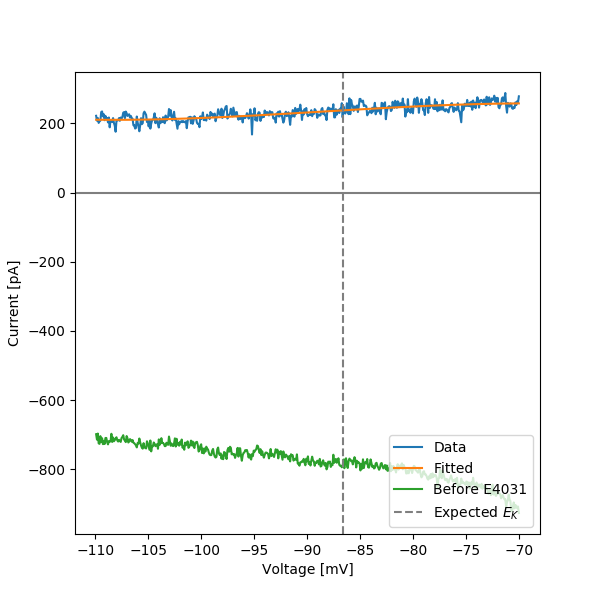 200
0
−200
−400
−600
−800
Current [pA]
Data
Fitted
Before E4031
Expected E_K
−110
−105
−100
−95
−90
−85
−80
−75
−70
Voltage [mV]